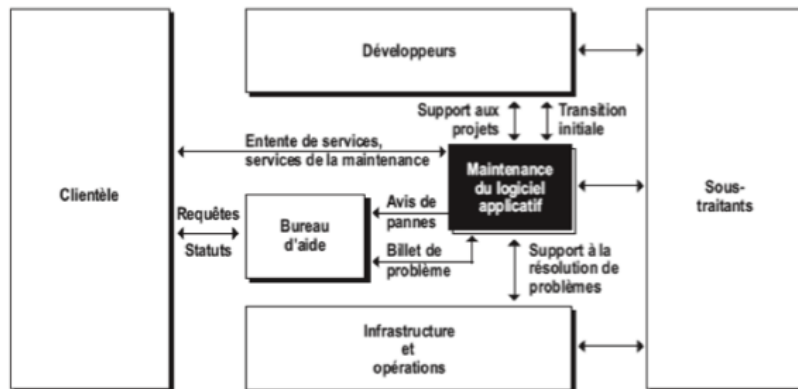 Développeurs
Support aux
projets
Transition
initiale
Entente de services,
services de la maintenance
Maintenance
du logiciel
applicatif
Clientèle
Sous-
traitants
Requêtes
Statuts
Bureau
d'aide
Avis de
pannes
Billet de
problème
Support à la
résolution de
problèmes
Infrastructure
et
opérations